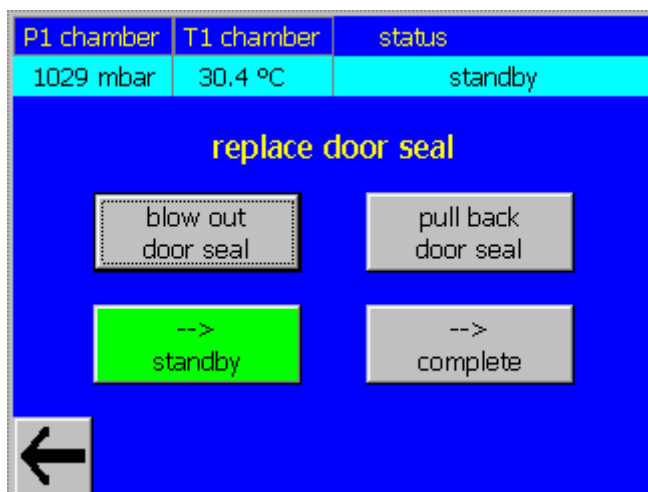 P1 chamber T1 chamber status
1029 mbar 30.4 ºC standby
replace door seal
blow out
door seal
pull back
door seal
-->
standby
-->
complete